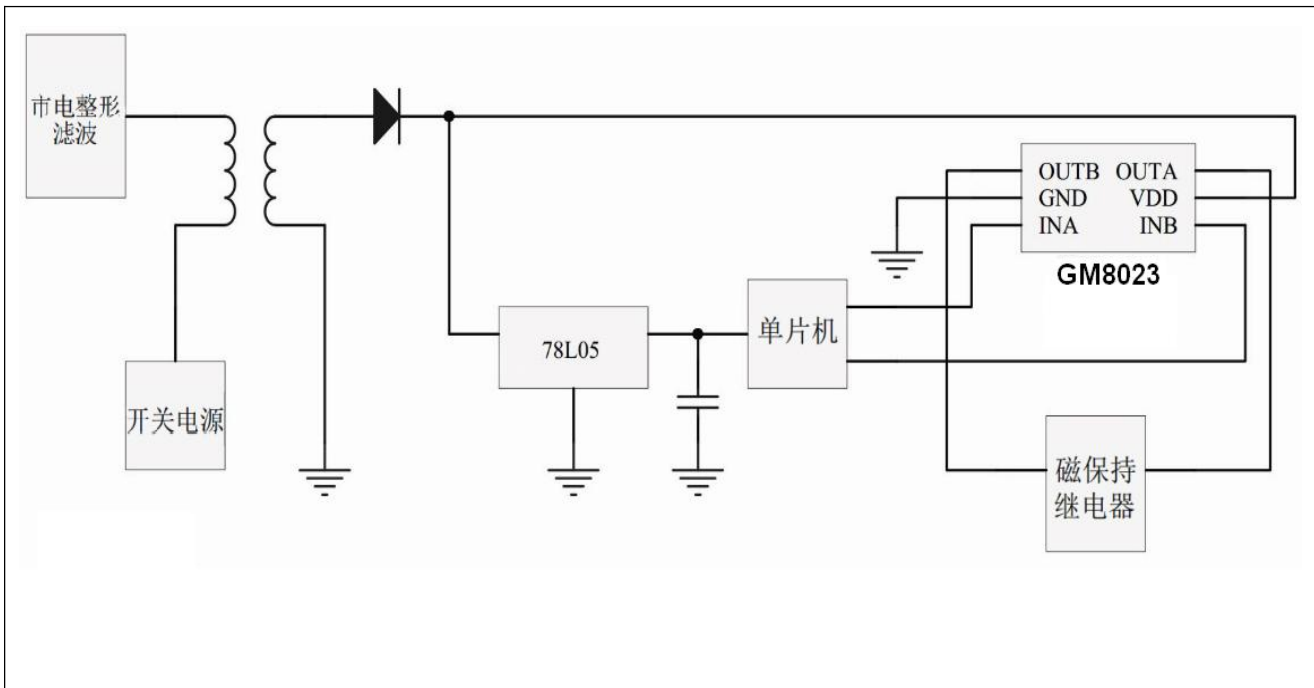 市电整形
滤波
OUTB OUTA
GND VDD
INA INB
GM8023
单片机
78L05
开关电源
磁保持
继电器